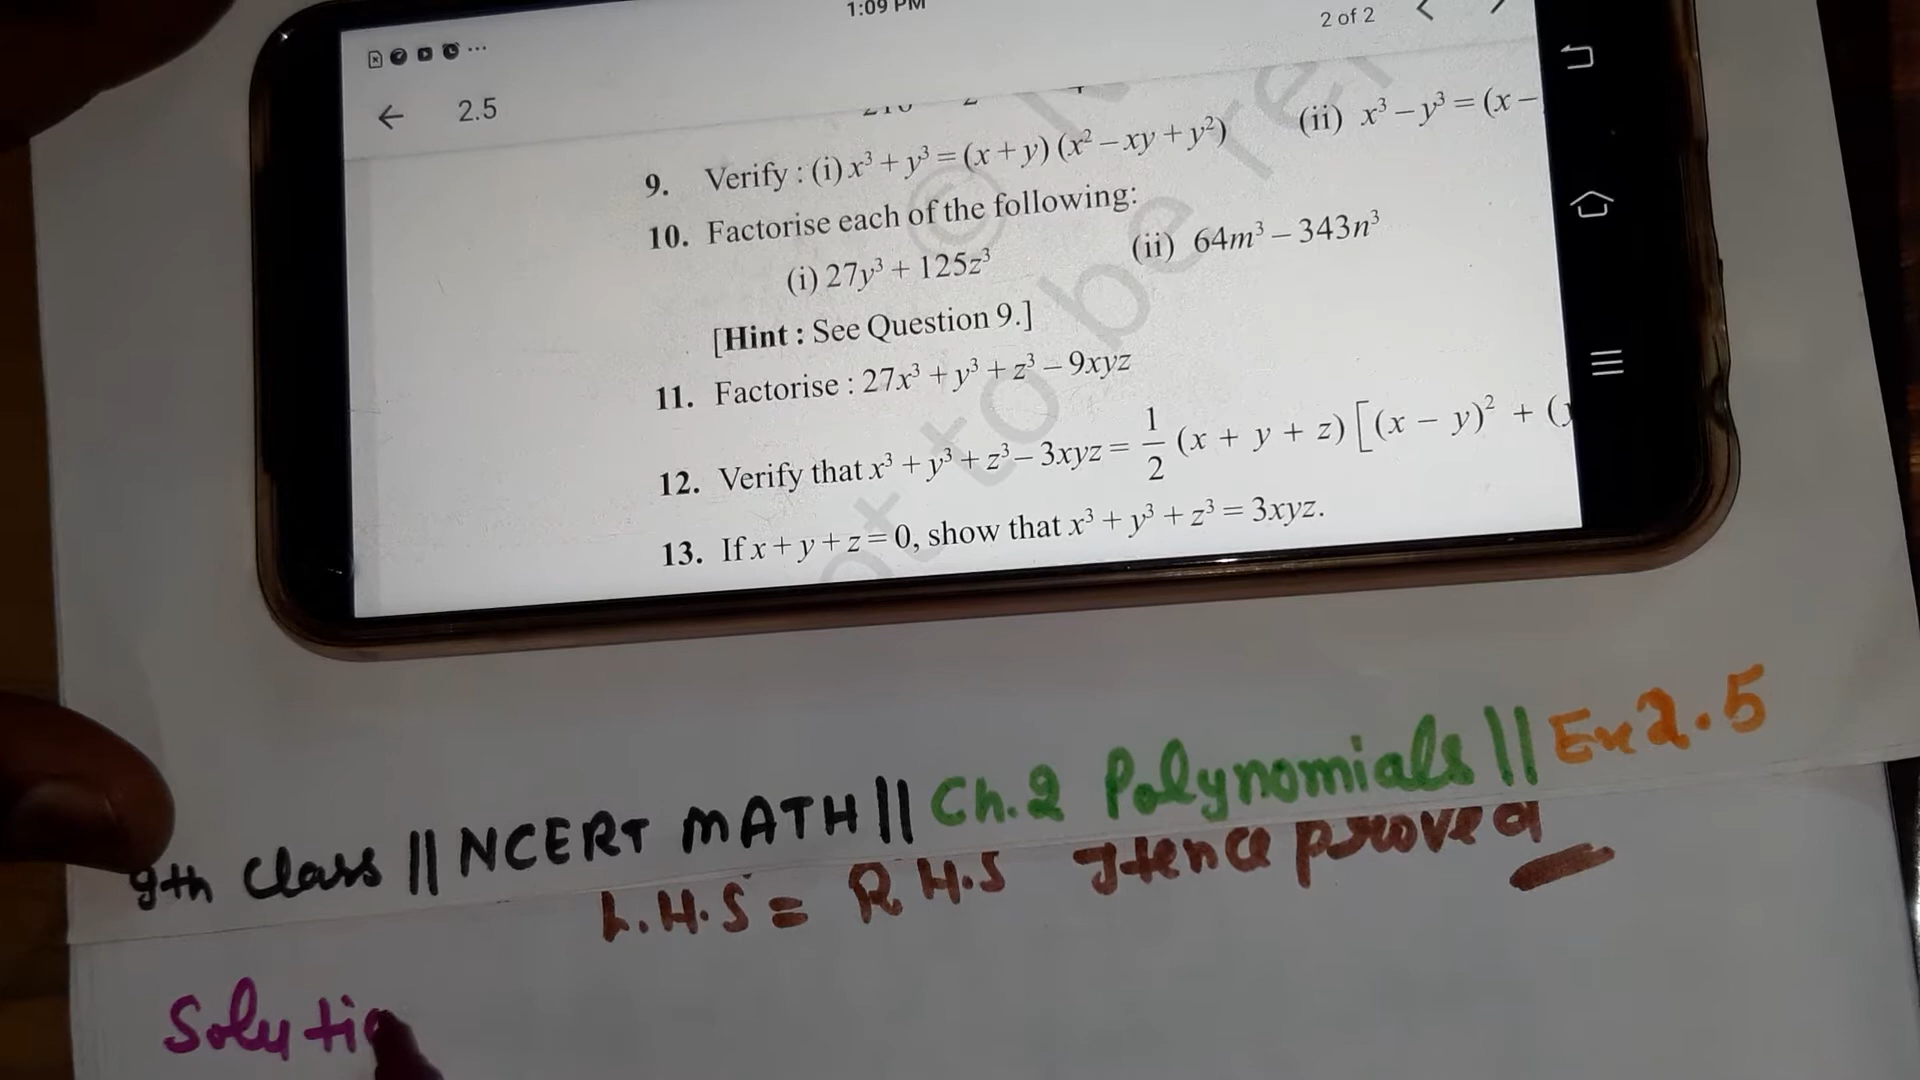 1:09 PM
2 of 2
2.5
9. Verify : (i) x³ + y³ = (x + y) (x² – xy + y²) (ii) x³ – y³ = (x –
10. Factorise each of the following:
(i) 27y³ + 125z³ (ii) 64m³ – 343n³
[Hint : See Question 9.]
11. Factorise : 27x³ + y³ + z³ – 9xyz
12. Verify that x³ + y³ + z³ – 3xyz = 1/2 (x + y + z) [(x – y)² + (y
13. If x + y + z = 0, show that x³ + y³ + z³ = 3xyz.
9th Class || NCERT MATH || Ch.2 Polynomials || Ex 2.5
L.H.S = R.H.S Hence proved
Solutio